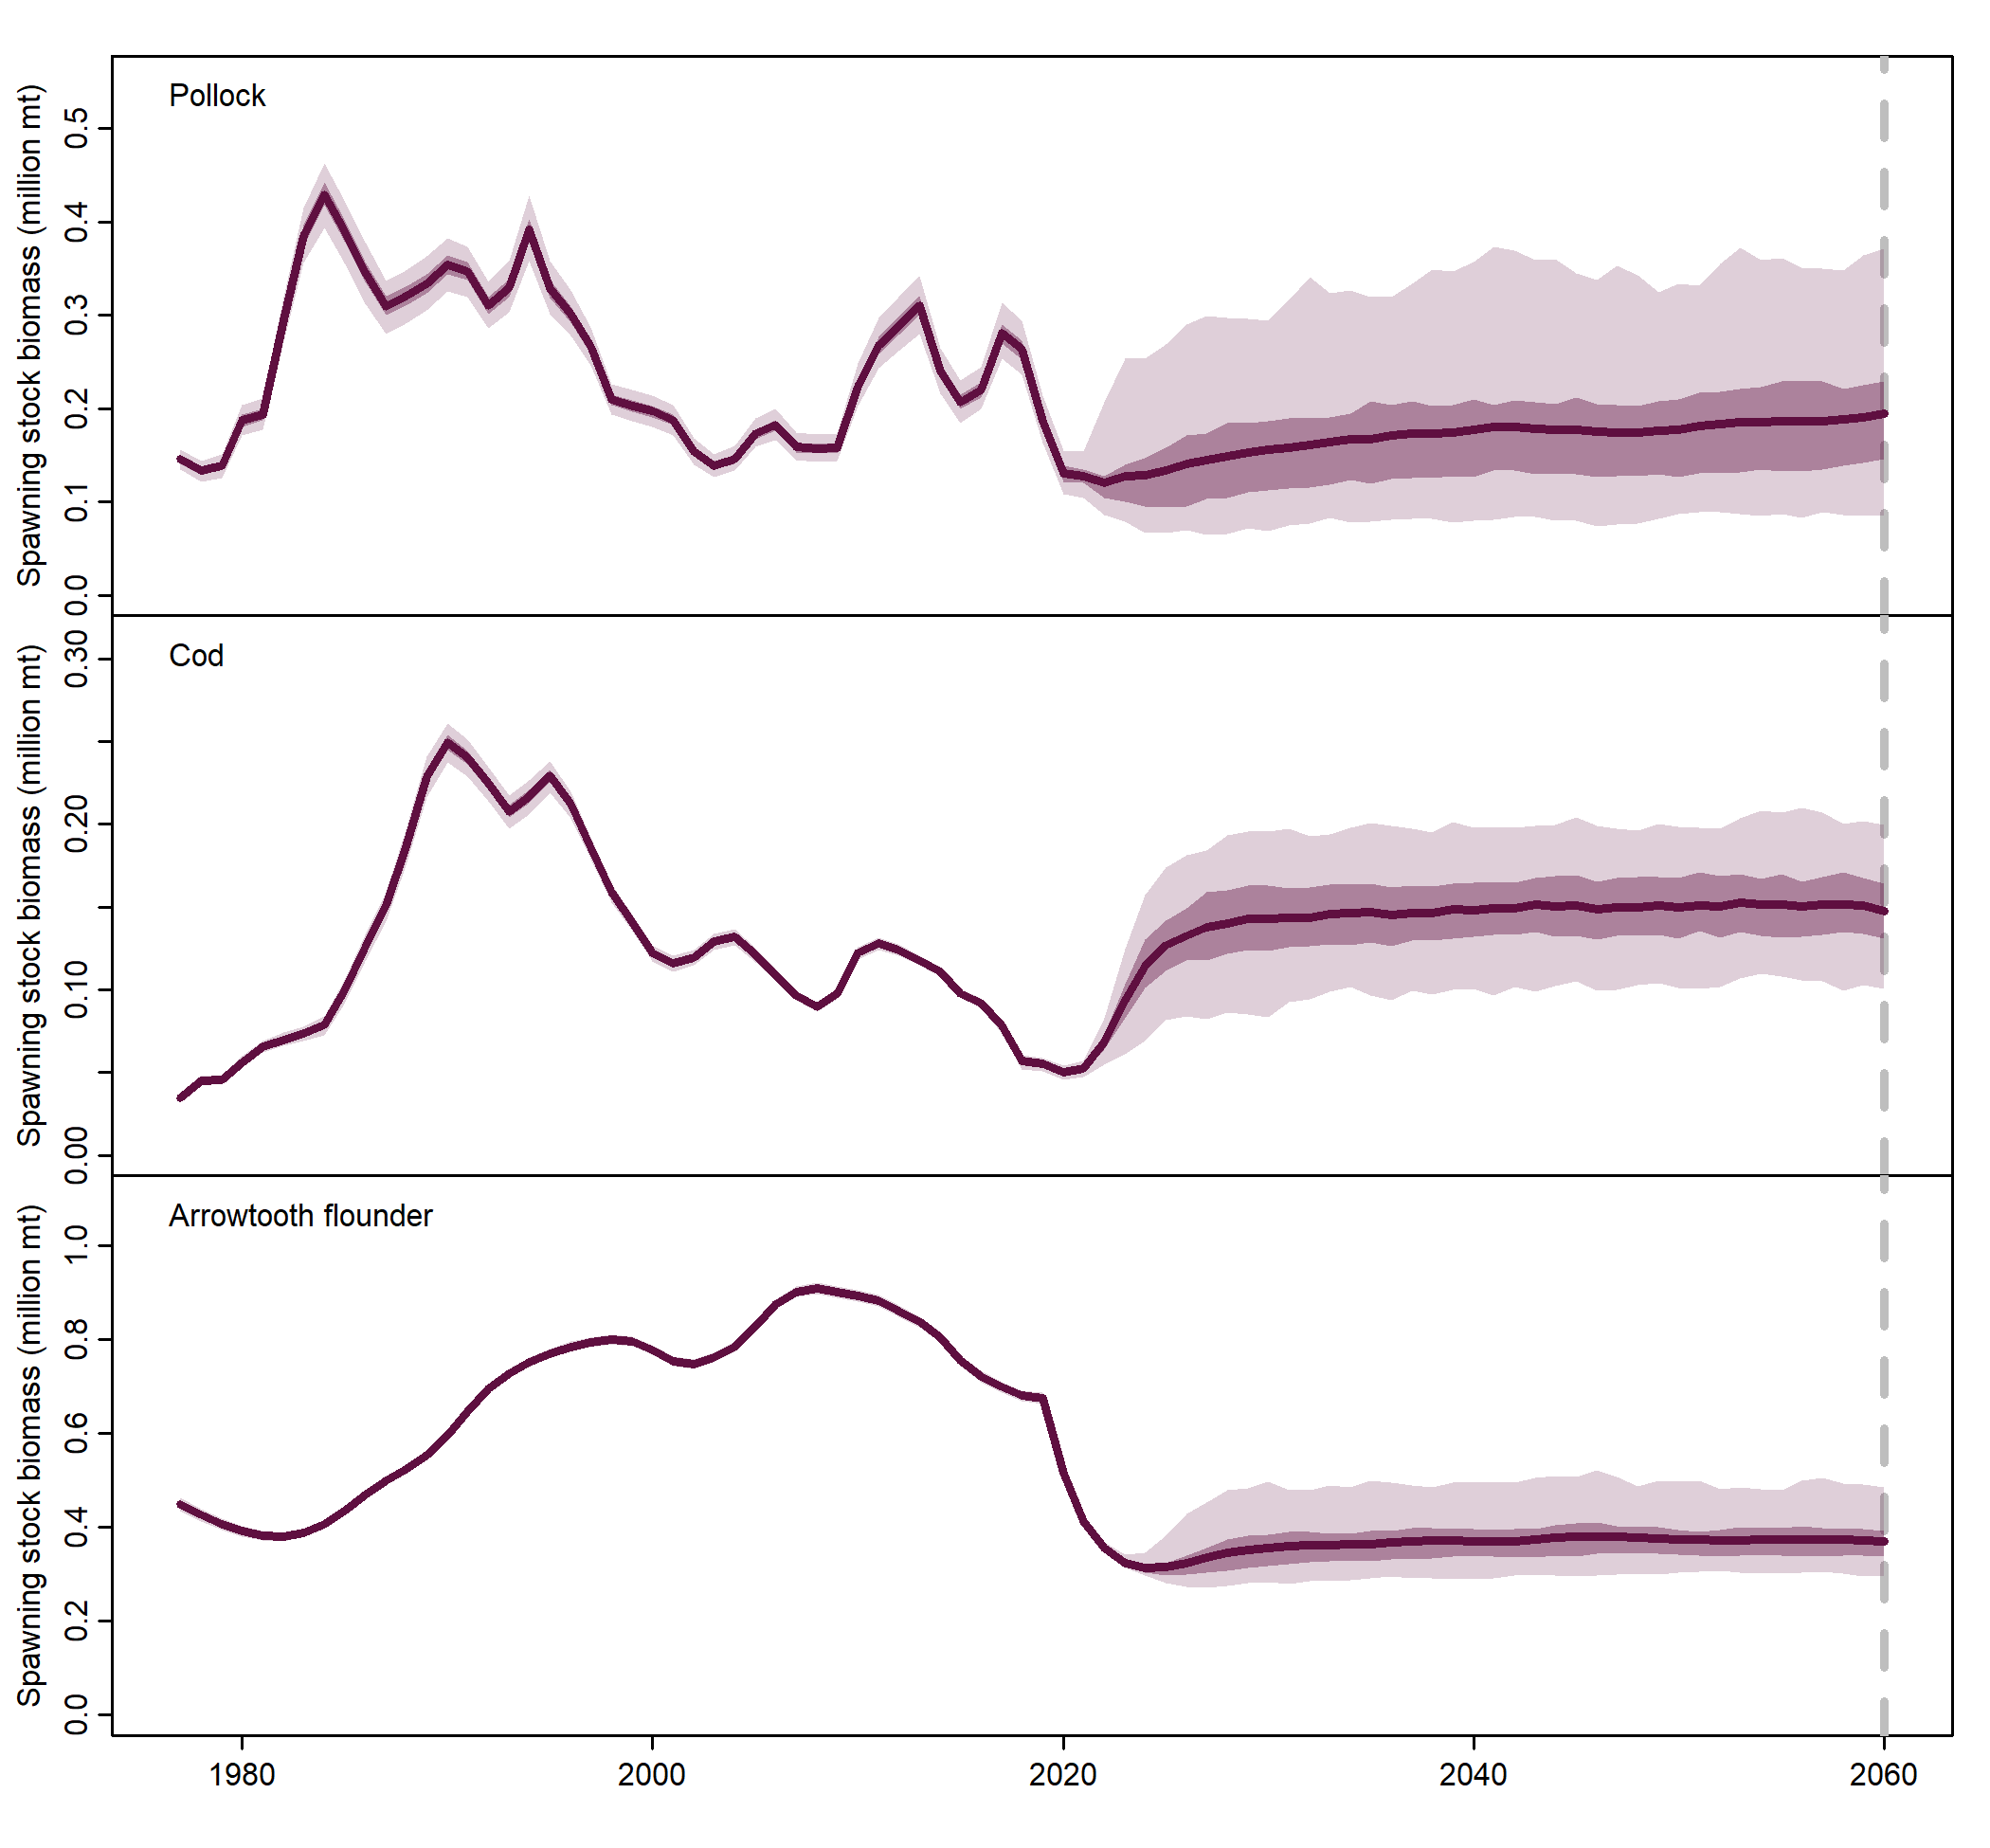 Pollock
Spawning stock biomass (million mt)
0.5
0.4
0.3
0.2
0.1
0.0
Cod
Spawning stock biomass (million mt)
0.30
0.20
0.10
0.00
Arrowtooth flounder
Spawning stock biomass (million mt)
1.0
0.8
0.6
0.4
0.2
0.0
1980 2000 2020 2040 2060